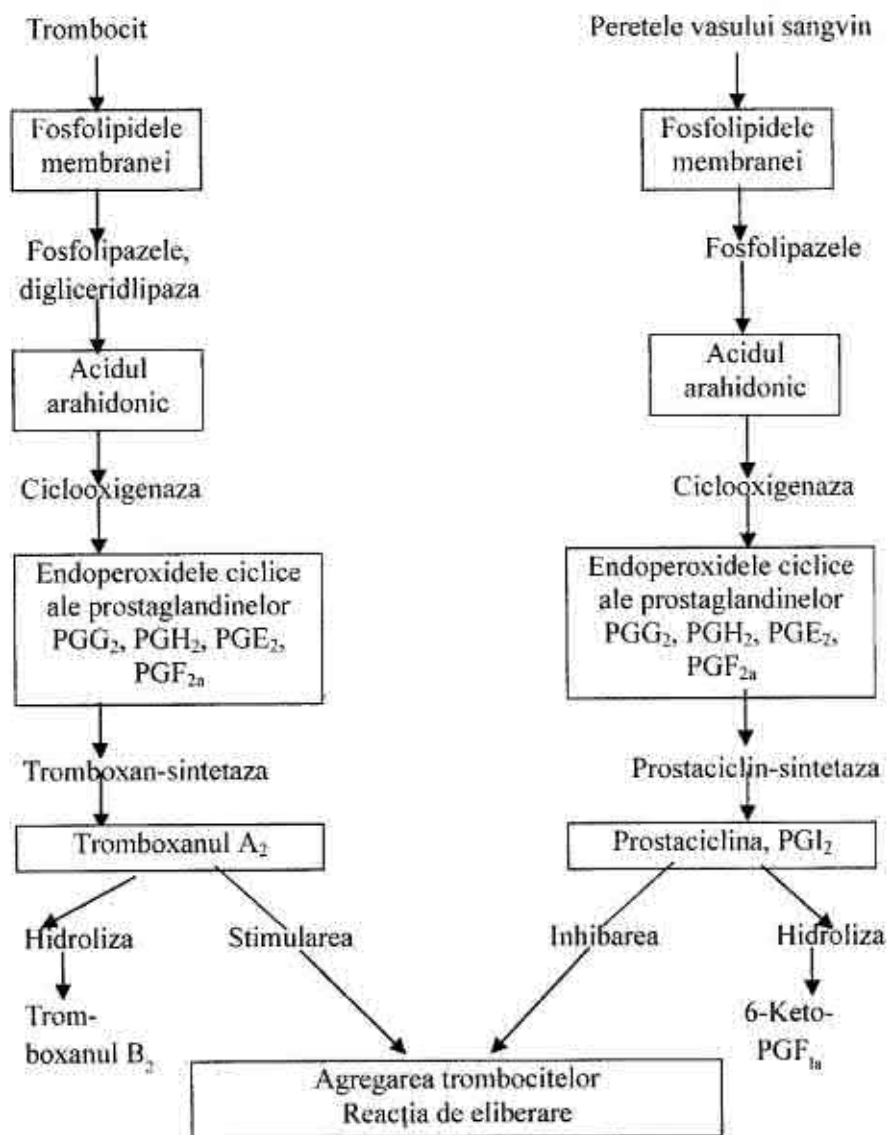 Trombocit
Fosfolipidele
membranei
Fosfolipazele,
digliceridlipaza
Acidul
arahidonic
Ciclooxigenaza
Endoperoxidele ciclice
ale prostaglandinelor
PGG₂, PGH₂, PGE₂,
PGF₂ₐ
Tromboxan-sintetaza
Tromboxanul A₂
Hidroliza
Stimularea
Trom-
boxanul B₂
Peretele vasului sangvin
Fosfolipidele
membranei
Fosfolipazele
Acidul
arahidonic
Ciclooxigenaza
Endoperoxidele ciclice
ale prostaglandinelor
PGG₂, PGH₂, PGE₂,
PGF₂ₐ
Prostaciclin-sintetaza
Prostaciclina, PGI₂
Inhibarea
Hidroliza
6-Keto-
PGF₁ₐ
Agregarea trombocitelor
Reacția de eliberare